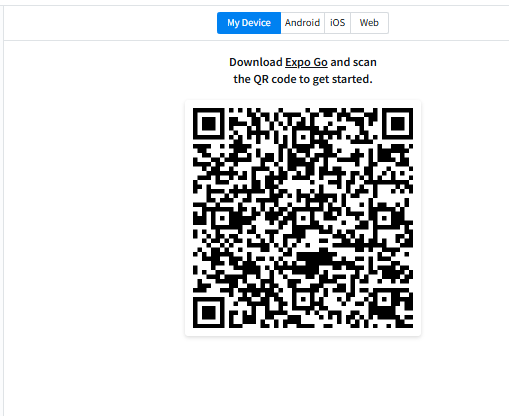 My Device Android iOS Web
Download Expo Go and scan
the QR code to get started.